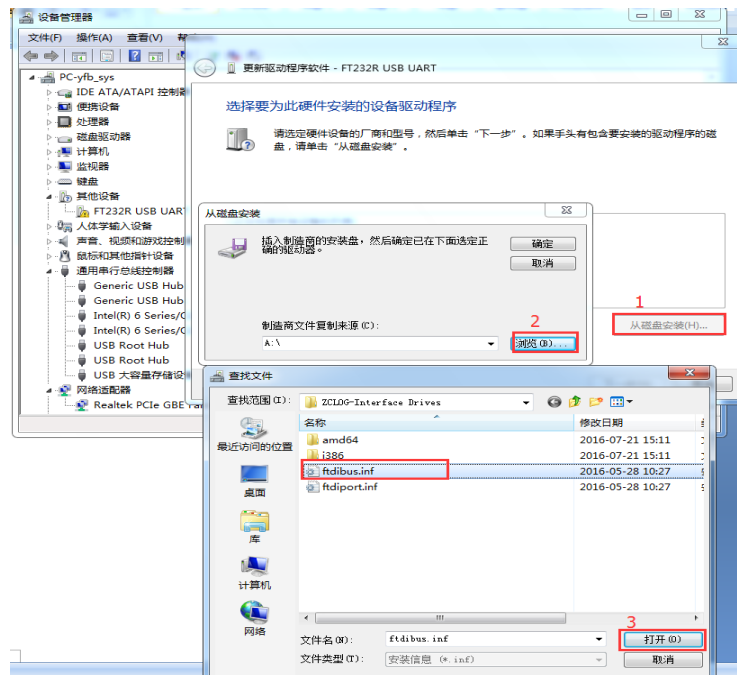 设备管理器
文件(F) 操作(A) 查看(V)
PC-yfb_sys
IDE ATA/ATAPI 控制器
便携设备
处理器
磁盘驱动器
计算机
监视器
键盘
其他设备
FT232R USB UAR
人体学输入设备
声音、视频和游戏控制
鼠标和其他指针设备
通用串行总线控制器
Generic USB Hub
Generic USB Hub
Intel(R) 6 Series/C
Intel(R) 6 Series/C
USB Root Hub
USB Root Hub
USB 大容量存储设
网络适配器
Realtek PCIe GBE
更新驱动程序软件 - FT232R USB UART
选择要为此硬件安装的设备驱动程序
请选定硬件设备的厂商和型号，然后单击“下一步”。如果手头有包含要安装的驱动程序的磁
盘，请单击“从磁盘安装”。
1
从磁盘安装(H)...
从磁盘安装
插入制造商的安装盘，然后确定已在下面选定正
确的驱动器。
确定
取消
2
制造商文件复制来源(C):
A:\
浏览(B)...
查找文件
查找范围(I):
ZCLOG-Interface Drives
名称 修改日期
amd64 2016-07-21 15:11
i386 2016-07-21 15:11
ftdibus.inf 2016-05-28 10:27
ftdiport.inf 2016-05-28 10:27
最近访问的位置
桌面
库
计算机
网络
3
文件名(N): ftdibus.inf 打开(O)
文件类型(T): 安装信息 (*.inf) 取消